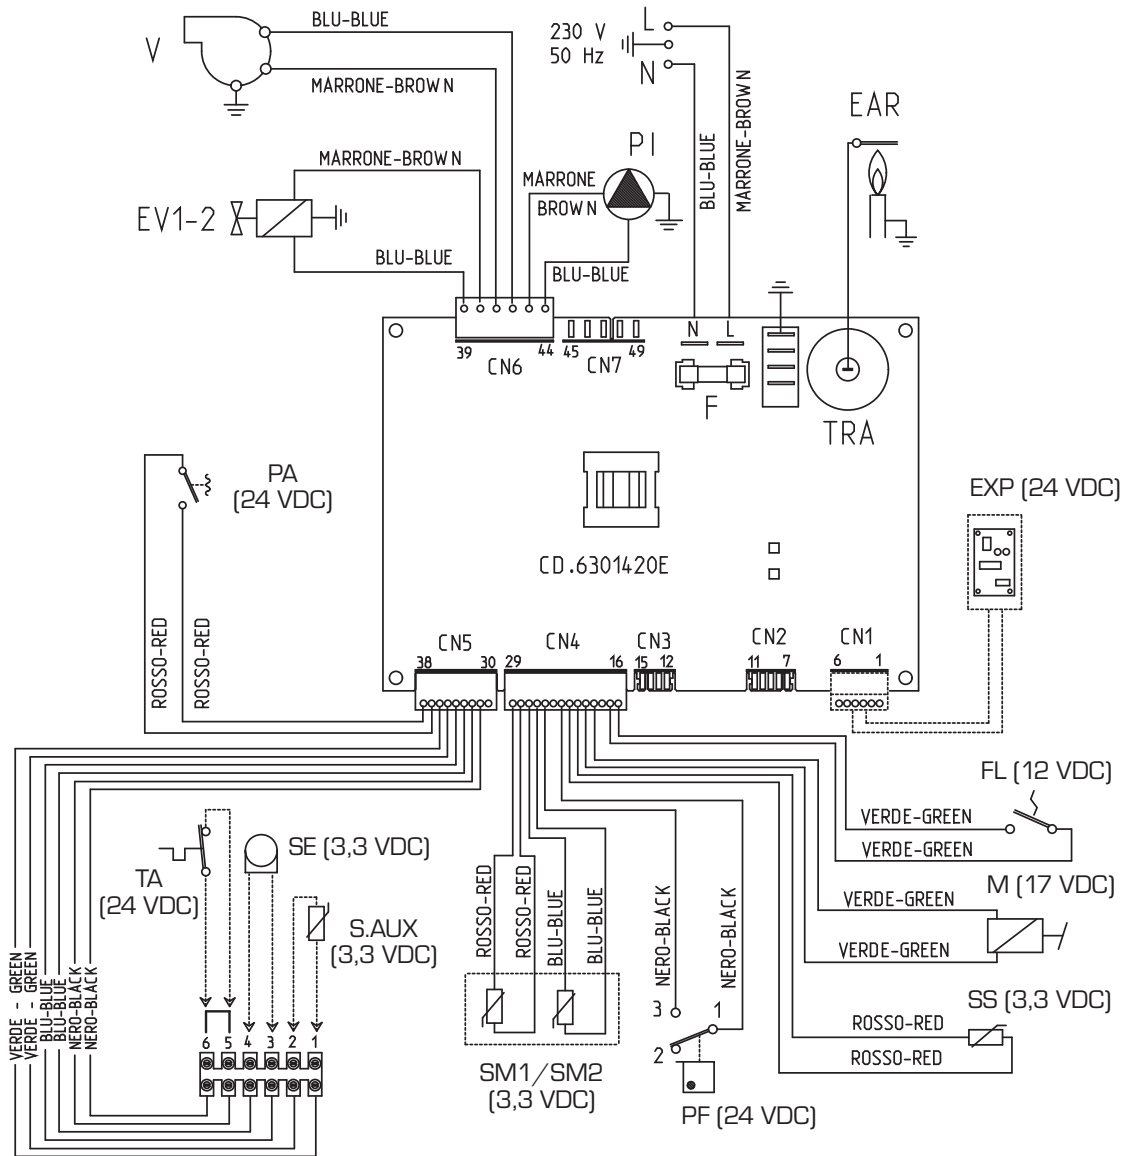 BLU-BLUE
V
MARRONE-BROWN
230 V
50 Hz
L
N
BLU-BLUE
MARRONE-BROWN
EAR
MARRONE-BROWN
EV1-2
BLU-BLUE
PI
MARRONE
BROWN
BLU-BLUE
39
44
CN6
45
49
CN7
N
L
F
TRA
PA
(24 VDC)
ROSSO-RED
ROSSO-RED
CD.6301420E
EXP (24 VDC)
CN5
38
30
CN4
29
16
CN3
15
12
CN2
11
7
CN1
6
1
FL (12 VDC)
VERDE-GREEN
VERDE-GREEN
M (17 VDC)
VERDE-GREEN
VERDE-GREEN
SS (3,3 VDC)
ROSSO-RED
ROSSO-RED
TA
(24 VDC)
SE (3,3 VDC)
S.AUX
(3,3 VDC)
VERDE - GREEN
VERDE - GREEN
BLU-BLUE
BLU-BLUE
NERO-BLACK
NERO-BLACK
6 5 4 3 2 1
ROSSO-RED
ROSSO-RED
BLU-BLUE
BLU-BLUE
SM1/SM2
(3,3 VDC)
NERO-BLACK
NERO-BLACK
3
1
2
PF (24 VDC)